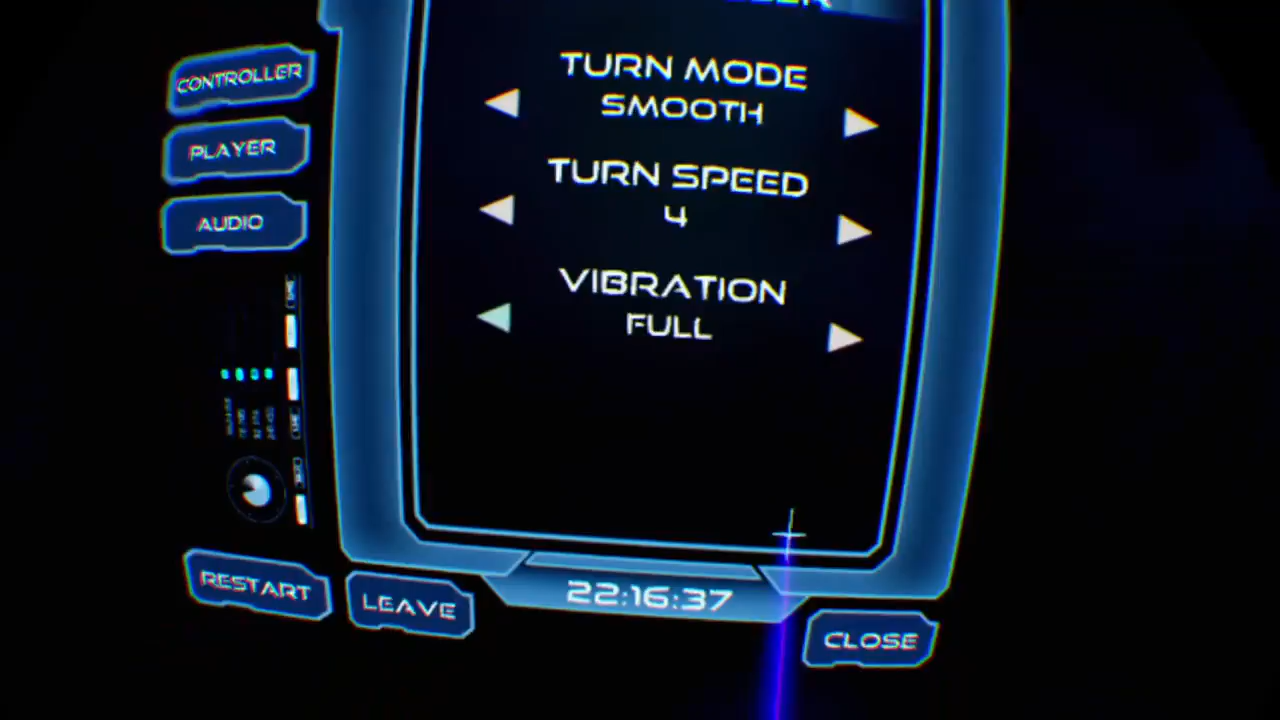 TURN MODE
SMOOTH
TURN SPEED
4
VIBRATION
FULL
CONTROLLER
PLAYER
AUDIO
RESTART
LEAVE
22:16:37
CLOSE